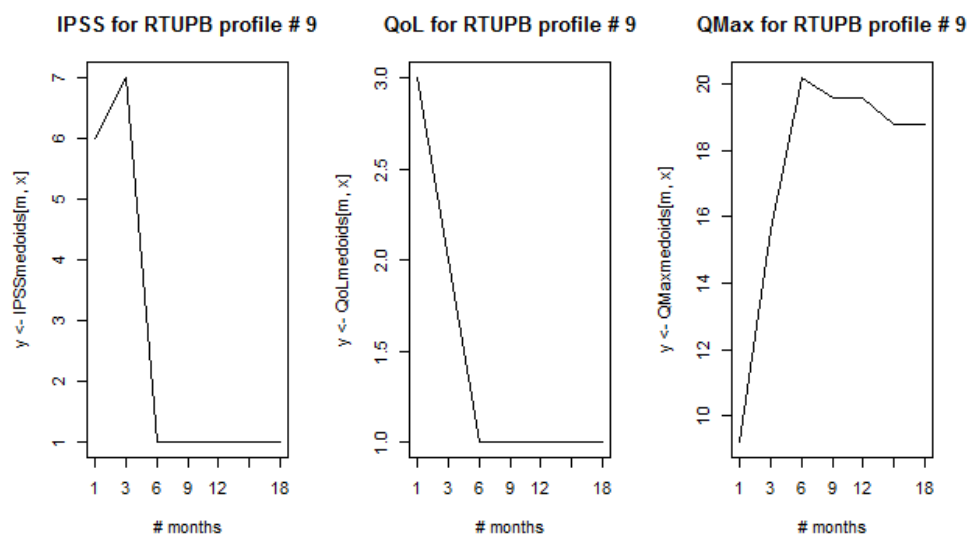 IPSS for RTUPB profile # 9
y <- IPSSmedoids[m, x]
7
6
5
4
3
2
1
1 3 6 9 12 18
# months
QoL for RTUPB profile # 9
y <- QoLmedoids[m, x]
3.0
2.5
2.0
1.5
1.0
1 3 6 9 12 18
# months
QMax for RTUPB profile # 9
y <- QMaxmedoids[m, x]
20
18
16
14
12
10
1 3 6 9 12 18
# months